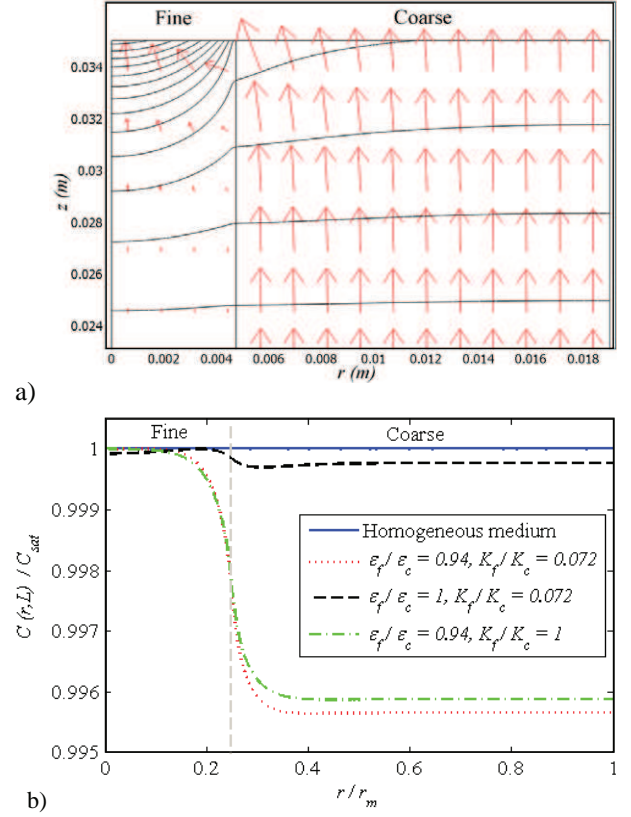 Fine Coarse
0.034
0.032
0.03
0.028
0.026
0.024
z (m)
0 0.002 0.004 0.006 0.008 0.01 0.012 0.014 0.016 0.018
r (m)
a)
Fine Coarse
1
0.999
0.998
0.997
0.996
0.995
C (r,L) / C_sat
Homogeneous medium
ε_f / ε_c = 0.94, K_f / K_c = 0.072
ε_f / ε_c = 1, K_f / K_c = 0.072
ε_f / ε_c = 0.94, K_f / K_c = 1
0 0.2 0.4 0.6 0.8 1
r / r_m
b)